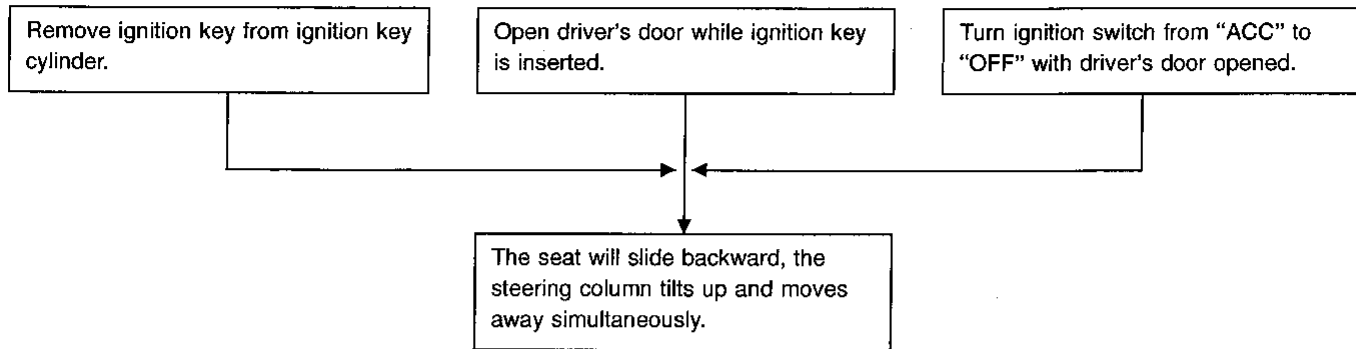 Remove ignition key from ignition key
cylinder.
Open driver's door while ignition key
is inserted.
Turn ignition switch from “ACC” to
“OFF” with driver's door opened.
The seat will slide backward, the
steering column tilts up and moves
away simultaneously.